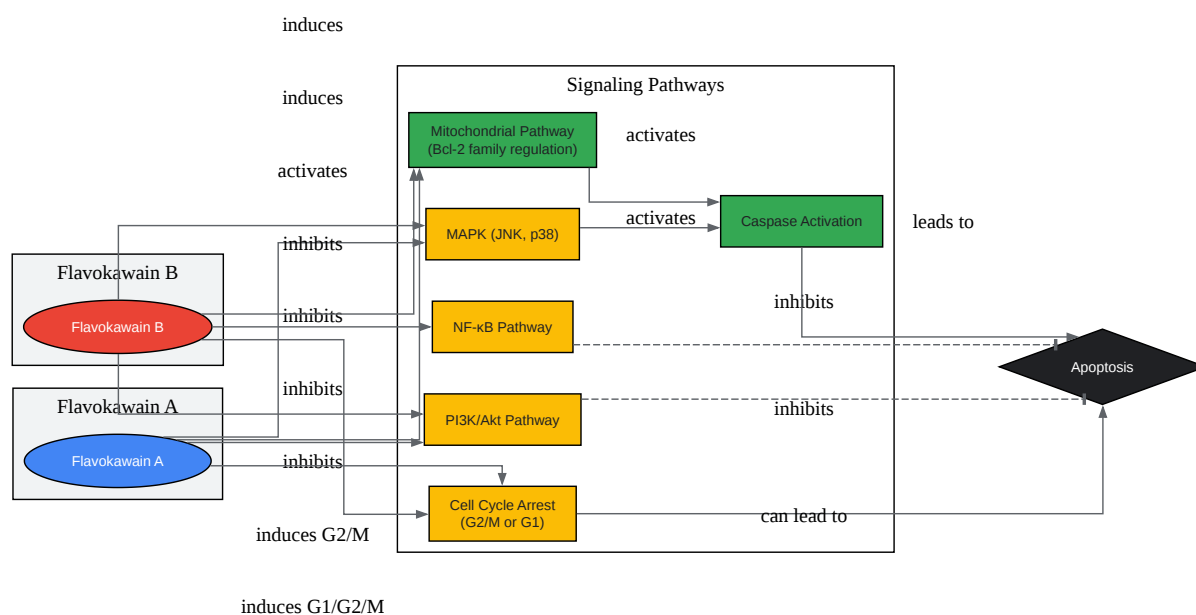 induces
Signaling Pathways
induces
Mitochondrial Pathway
(Bcl-2 family regulation)
activates
activates
MAPK (JNK, p38)
activates
Caspase Activation
leads to
inhibits
Flavokawain B
Flavokawain B
inhibits
NF-κB Pathway
inhibits
Apoptosis
inhibits
Flavokawain A
Flavokawain A
PI3K/Akt Pathway
inhibits
inhibits
Cell Cycle Arrest
(G2/M or G1)
can lead to
induces G2/M
induces G1/G2/M